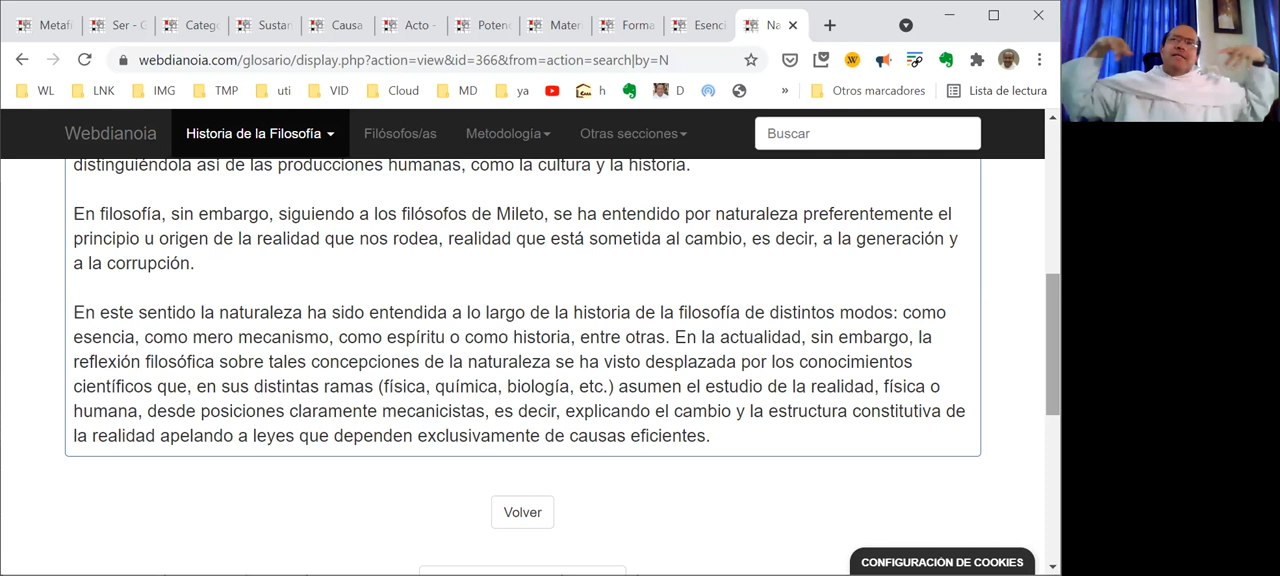 Metaf Ser - G Catego Sustan Causa Acto - Poten Mater Forma Esenci Na
webdianoia.com/glosario/display.php?action=view&id=366&from=action=search|by=N
WL LNK IMG TMP uti VID Cloud MD ya h D » Otros marcadores Lista de lectura
Webdianoia Historia de la Filosofía Filósofos/as Metodología Otras secciones Buscar
distinguiéndola así de las producciones humanas, como la cultura y la historia.
En filosofía, sin embargo, siguiendo a los filósofos de Mileto, se ha entendido por naturaleza preferentemente el
principio u origen de la realidad que nos rodea, realidad que está sometida al cambio, es decir, a la generación y
a la corrupción.
En este sentido la naturaleza ha sido entendida a lo largo de la historia de la filosofía de distintos modos: como
esencia, como mero mecanismo, como espíritu o como historia, entre otras. En la actualidad, sin embargo, la
reflexión filosófica sobre tales concepciones de la naturaleza se ha visto desplazada por los conocimientos
científicos que, en sus distintas ramas (física, química, biología, etc.) asumen el estudio de la realidad, física o
humana, desde posiciones claramente mecanicistas, es decir, explicando el cambio y la estructura constitutiva de
la realidad apelando a leyes que dependen exclusivamente de causas eficientes.
Volver
CONFIGURACIÓN DE COOKIES